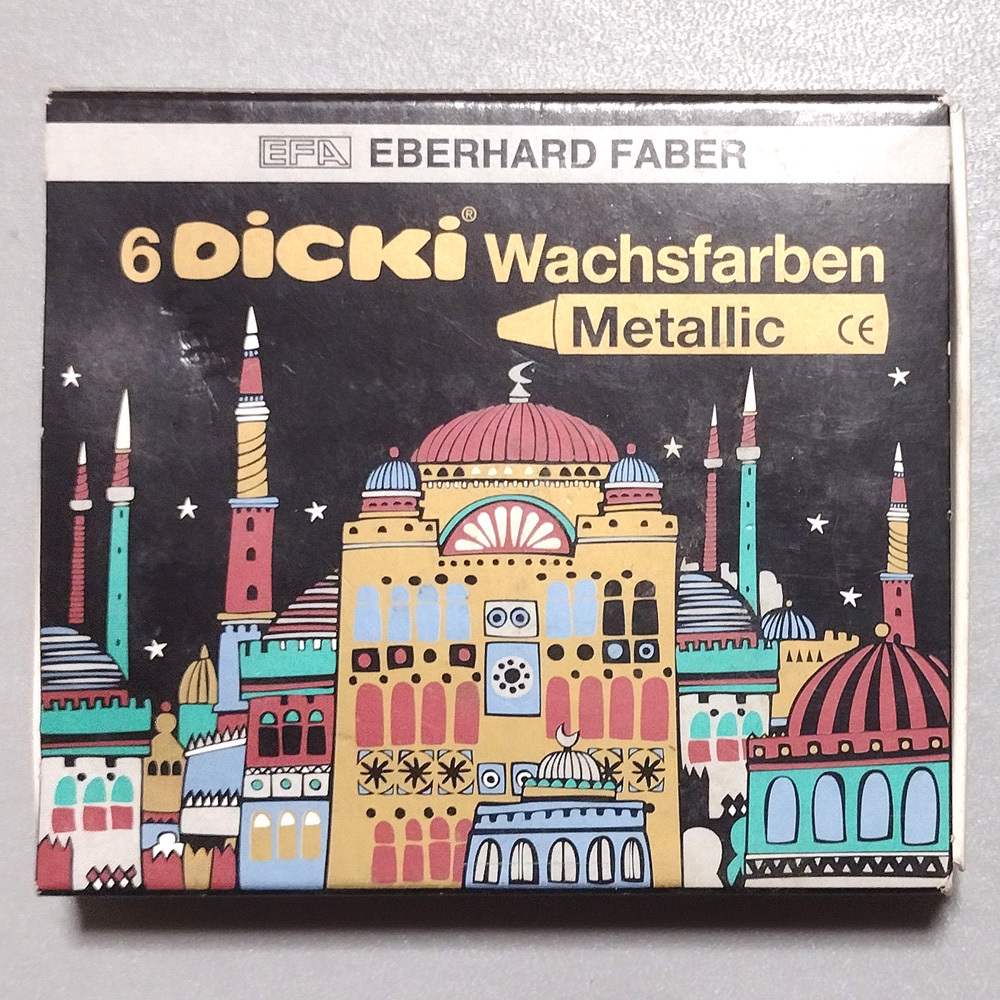 EFA EBERHARD FABER
6 DiCKi® Wachsfarben
Metallic CE